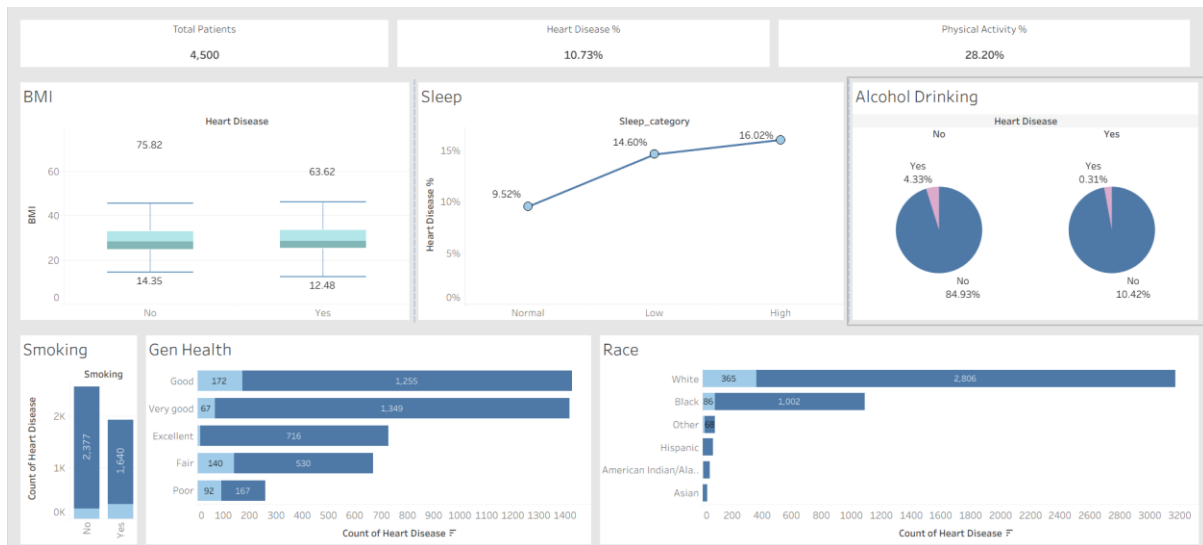 Total Patients
4,500
Heart Disease %
10.73%
Physical Activity %
28.20%
BMI
Heart Disease
75.82
63.62
60
40
20
0
BMI
14.35
12.48
No
Yes
Sleep
Sleep_category
15%
10%
5%
0%
Heart Disease %
9.52%
14.60%
16.02%
Normal
Low
High
Alcohol Drinking
Heart Disease
No
Yes
Yes
4.33%
No
84.93%
Yes
0.31%
No
10.42%
Smoking
Smoking
Count of Heart Disease
2K
1K
0K
2,377
1,640
No
Yes
Gen Health
Good 172 1,255
Very good 67 1,349
Excellent 716
Fair 140 530
Poor 92 167
0 100 200 300 400 500 600 700 800 900 1000 1100 1200 1300 1400
Count of Heart Disease
Race
White 365 2,806
Black 86 1,002
Other 68
Hispanic
American Indian/Ala..
Asian
0 200 400 600 800 1000 1200 1400 1600 1800 2000 2200 2400 2600 2800 3000 3200
Count of Heart Disease